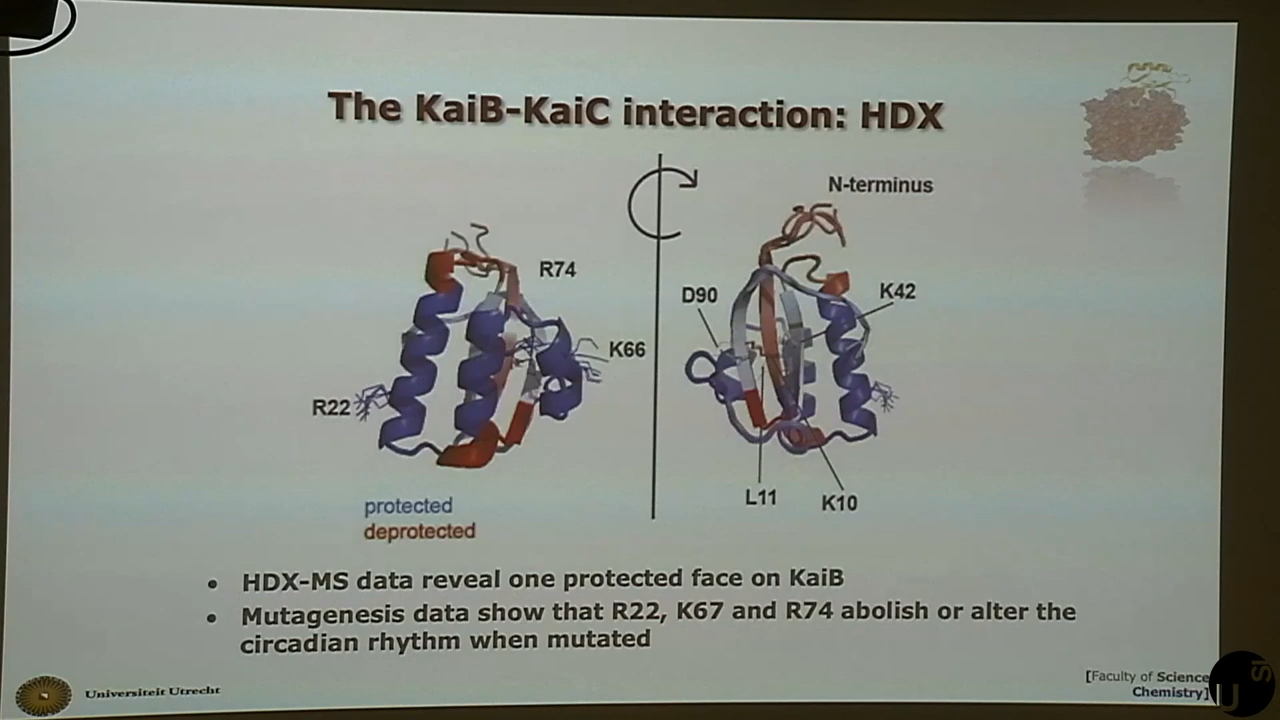 The KaiB-KaiC interaction: HDX
N-terminus
R74
D90
K42
K66
R22
L11
K10
protected
deprotected
• HDX-MS data reveal one protected face on KaiB
• Mutagenesis data show that R22, K67 and R74 abolish or alter the
circadian rhythm when mutated
Universiteit Utrecht
[Faculty of Science
Chemistry]
U
SI